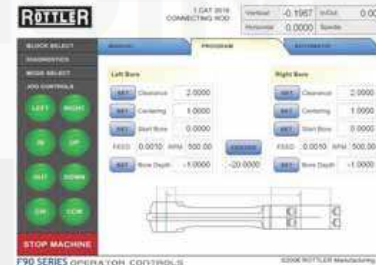 ROTTLER
1 CAT 3516
CONNECTING ROD
Vertical -0.1967 In/Out 0.00
Horizontal 0.0000 Spindle
BLOCK SELECT
DIAGNOSTICS
MODE SELECT
JOG CONTROLS
MANUAL PROGRAM AUTOMATIC
Left Bore Right Bore
SET Clearance 2.0000 SET Clearance 2.0000
SET Centering 1.0000 SET Centering 1.0000
SET Start Bore 0.0000 SET Start Bore 0.0000
FEED 0.0010 RPM 500.00 CENTER FEED 0.0010 RPM 500.00
SET Bore Depth -1.0000 -20.0000 SET Bore Depth -1.0000
LEFT RIGHT
IN UP
OUT DOWN
CW CCW
STOP MACHINE
F90 SERIES OPERATOR CONTROLS
©2006 ROTTLER Manufacturing